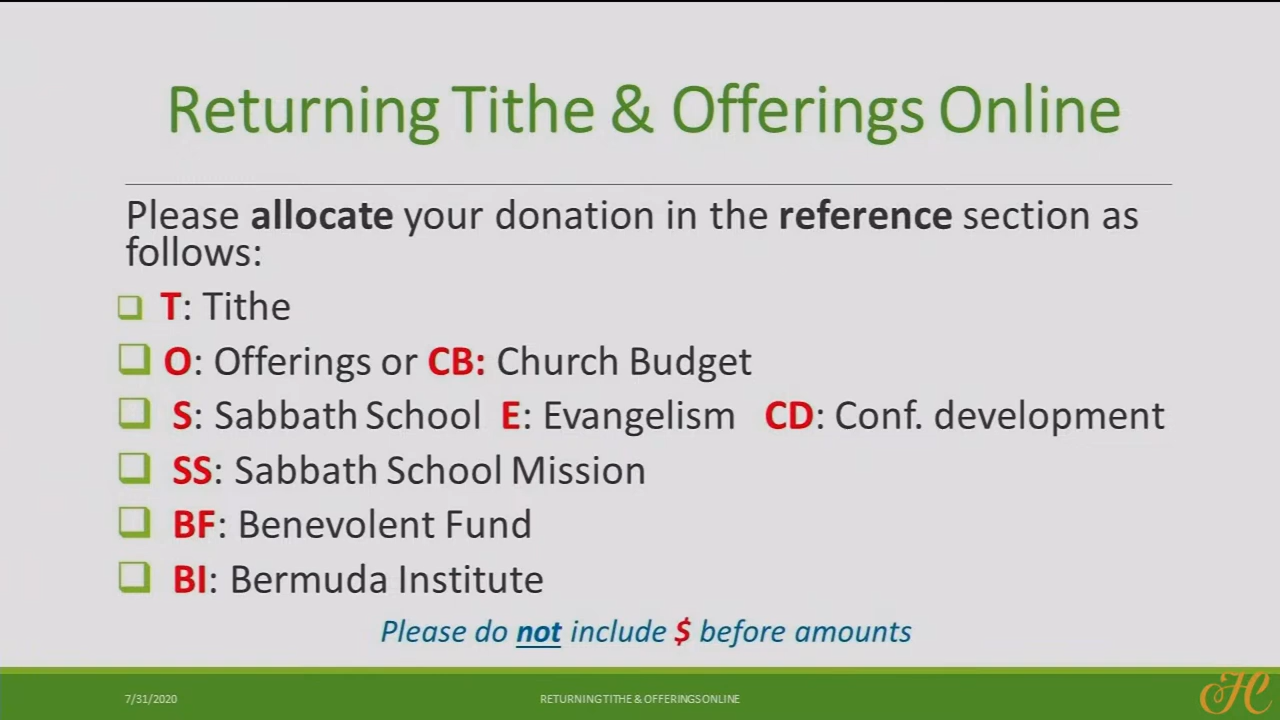 Returning Tithe & Offerings Online
Please allocate your donation in the reference section as
follows:
T: Tithe
O: Offerings or CB: Church Budget
S: Sabbath School E: Evangelism CD: Conf. development
SS: Sabbath School Mission
BF: Benevolent Fund
BI: Bermuda Institute
Please do not include $ before amounts
7/31/2020 RETURNING TITHE & OFFERINGS ONLINE
HC